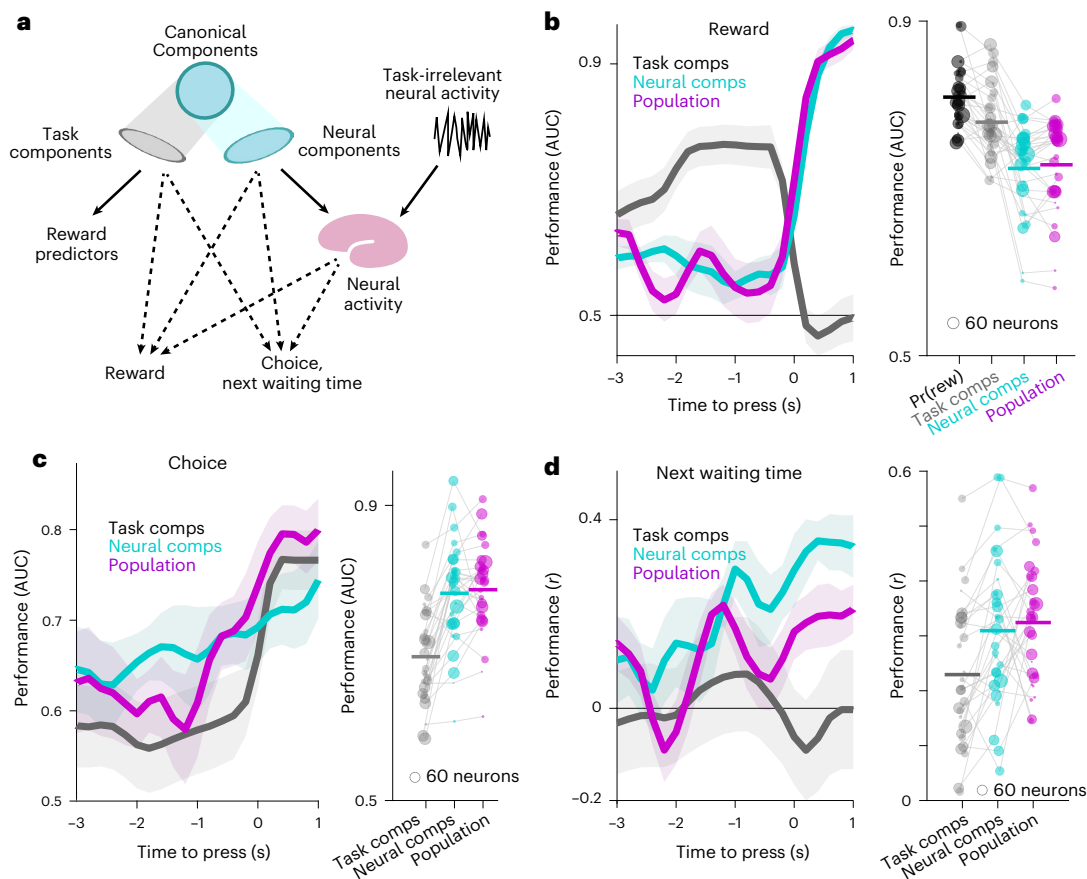 a
Canonical
Components
Task-irrelevant
neural activity
Task
components
Neural
components
Reward
predictors
Neural
activity
Reward
Choice,
next waiting time
b
Reward
Task comps
Neural comps
Population
Performance (AUC)
0.9
0.5
−3
−2
−1
0
1
Time to press (s)
Performance (AUC)
0.9
0.5
60 neurons
Pr(rew)
Task comps
Neural comps
Population
c
Choice
Task comps
Neural comps
Population
Performance (AUC)
0.8
0.7
0.6
0.5
−3
−2
−1
0
1
Time to press (s)
Performance (AUC)
0.9
0.5
60 neurons
Task comps
Neural comps
Population
d
Next waiting time
Task comps
Neural comps
Population
Performance (r)
0.4
0
−0.2
−3
−2
−1
0
1
Time to press (s)
Performance (r)
0.6
0
60 neurons
Task comps
Neural comps
Population